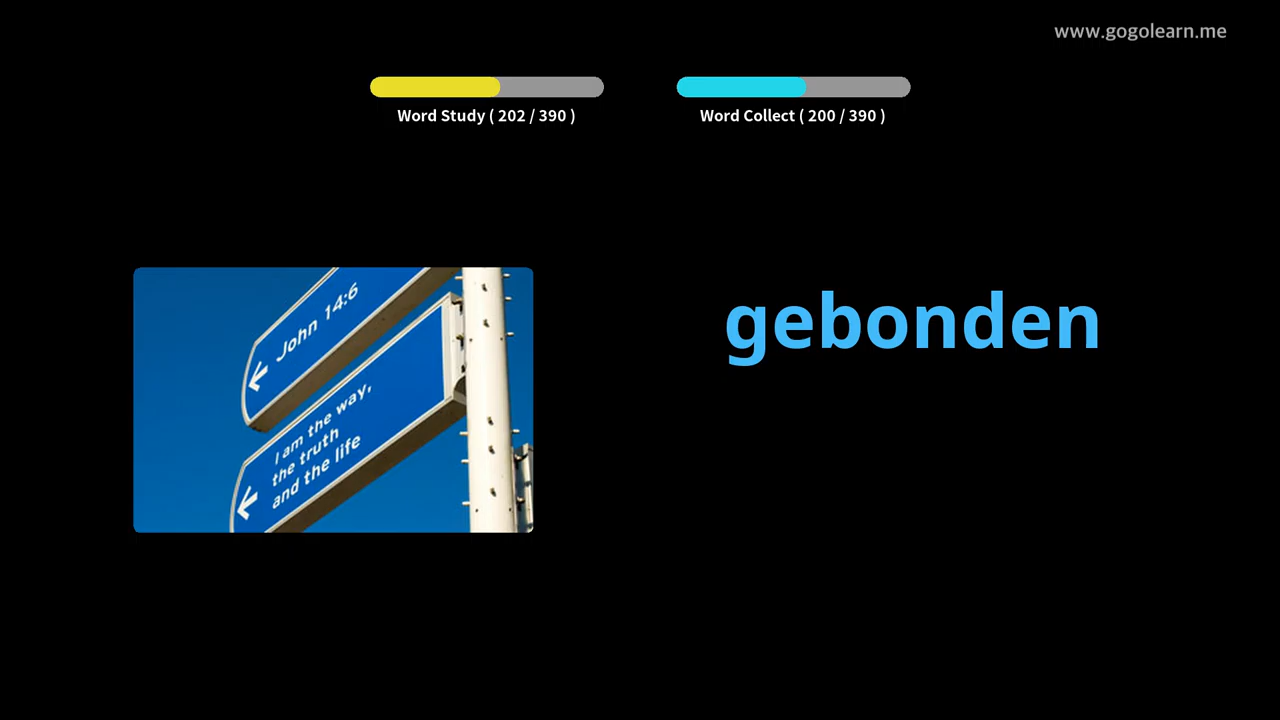 www.gogolearn.me
Word Study ( 202 / 390 )
Word Collect ( 200 / 390 )
John 14:6
I am the way,
the truth
and the life
gebonden